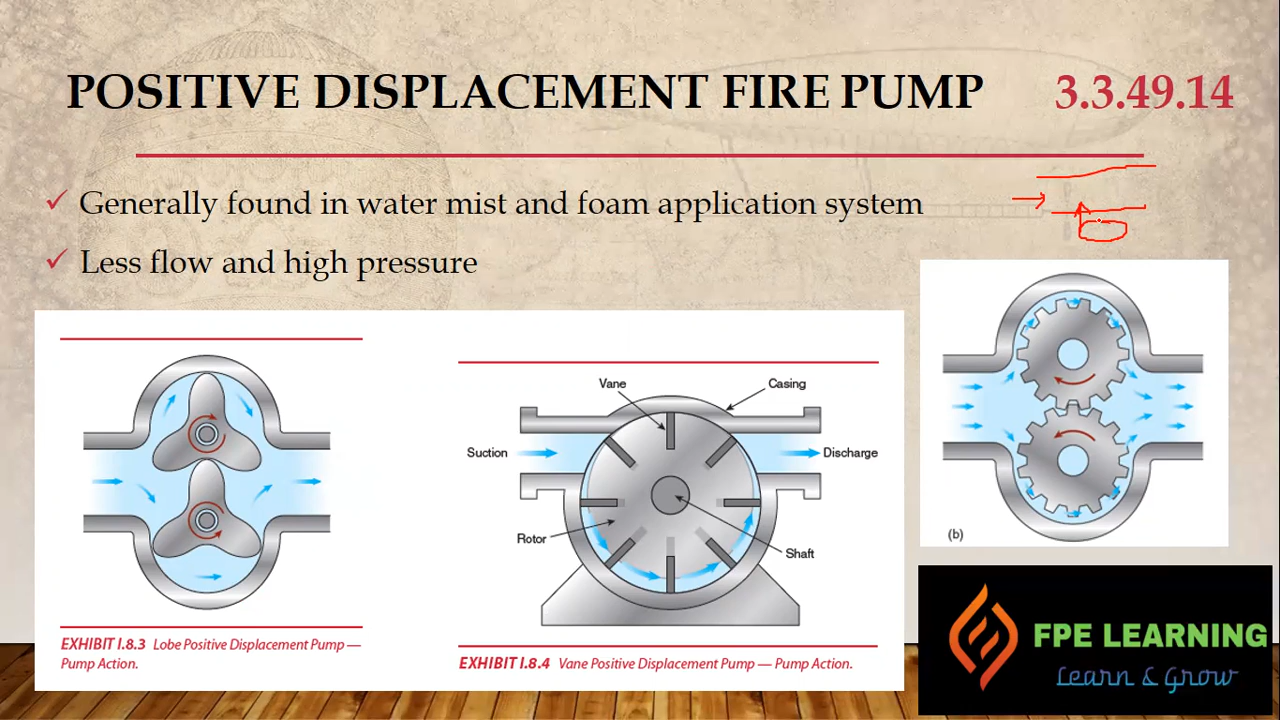 POSITIVE DISPLACEMENT FIRE PUMP 3.3.49.14
Generally found in water mist and foam application system
Less flow and high pressure
EXHIBIT I.8.3 Lobe Positive Displacement Pump —
Pump Action.
Vane
Casing
Suction
Discharge
Rotor
Shaft
EXHIBIT I.8.4 Vane Positive Displacement Pump — Pump Action.
(b)
FPE LEARNING
Learn & Grow